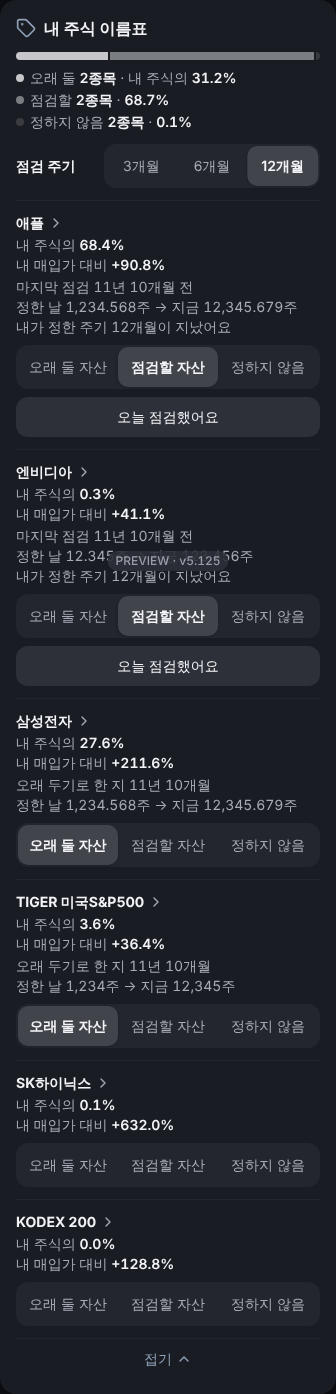 내 주식 이름표
오래 둘 2종목 · 내 주식의 31.2%
점검할 2종목 · 68.7%
정하지 않음 2종목 · 0.1%
점검 주기 3개월 6개월 12개월
애플
내 주식의 68.4%
내 매입가 대비 +90.8%
마지막 점검 11년 10개월 전
정한 날 1,234.568주 → 지금 12,345.679주
내가 정한 주기 12개월이 지났어요
오래 둘 자산 점검할 자산 정하지 않음
오늘 점검했어요
엔비디아
내 주식의 0.3%
내 매입가 대비 +41.1%
마지막 점검 11년 10개월 전
정한 날
PREVIEW · v5.125
내가 정한 주기 12개월이 지났어요
오래 둘 자산 점검할 자산 정하지 않음
오늘 점검했어요
삼성전자
내 주식의 27.6%
내 매입가 대비 +211.6%
오래 두기로 한 지 11년 10개월
정한 날 1,234.568주 → 지금 12,345.679주
오래 둘 자산 점검할 자산 정하지 않음
TIGER 미국S&P500
내 주식의 3.6%
내 매입가 대비 +36.4%
오래 두기로 한 지 11년 10개월
정한 날 1,234주 → 지금 12,345주
오래 둘 자산 점검할 자산 정하지 않음
SK하이닉스
내 주식의 0.1%
내 매입가 대비 +632.0%
오래 둘 자산 점검할 자산 정하지 않음
KODEX 200
내 주식의 0.0%
내 매입가 대비 +128.8%
오래 둘 자산 점검할 자산 정하지 않음
접기